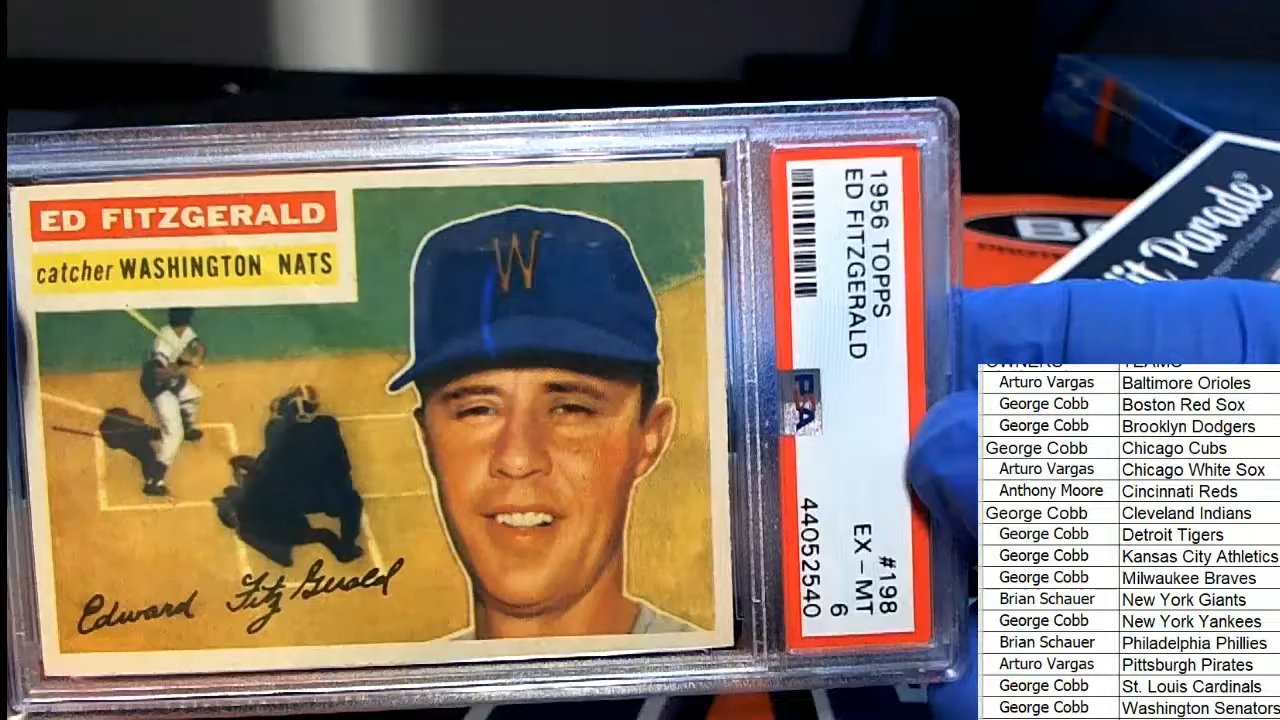 ED FITZGERALD
catcher WASHINGTON NATS
W
Edward Fitz Gerald
1956 TOPPS
ED FITZGERALD
PSA
#198
EX - MT
6
44052540
Parade®
OWNERS TEAMS
Arturo Vargas Baltimore Orioles
George Cobb Boston Red Sox
George Cobb Brooklyn Dodgers
George Cobb Chicago Cubs
Arturo Vargas Chicago White Sox
Anthony Moore Cincinnati Reds
George Cobb Cleveland Indians
George Cobb Detroit Tigers
George Cobb Kansas City Athletics
George Cobb Milwaukee Braves
Brian Schauer New York Giants
George Cobb New York Yankees
Brian Schauer Philadelphia Phillies
Arturo Vargas Pittsburgh Pirates
George Cobb St. Louis Cardinals
George Cobb Washington Senators